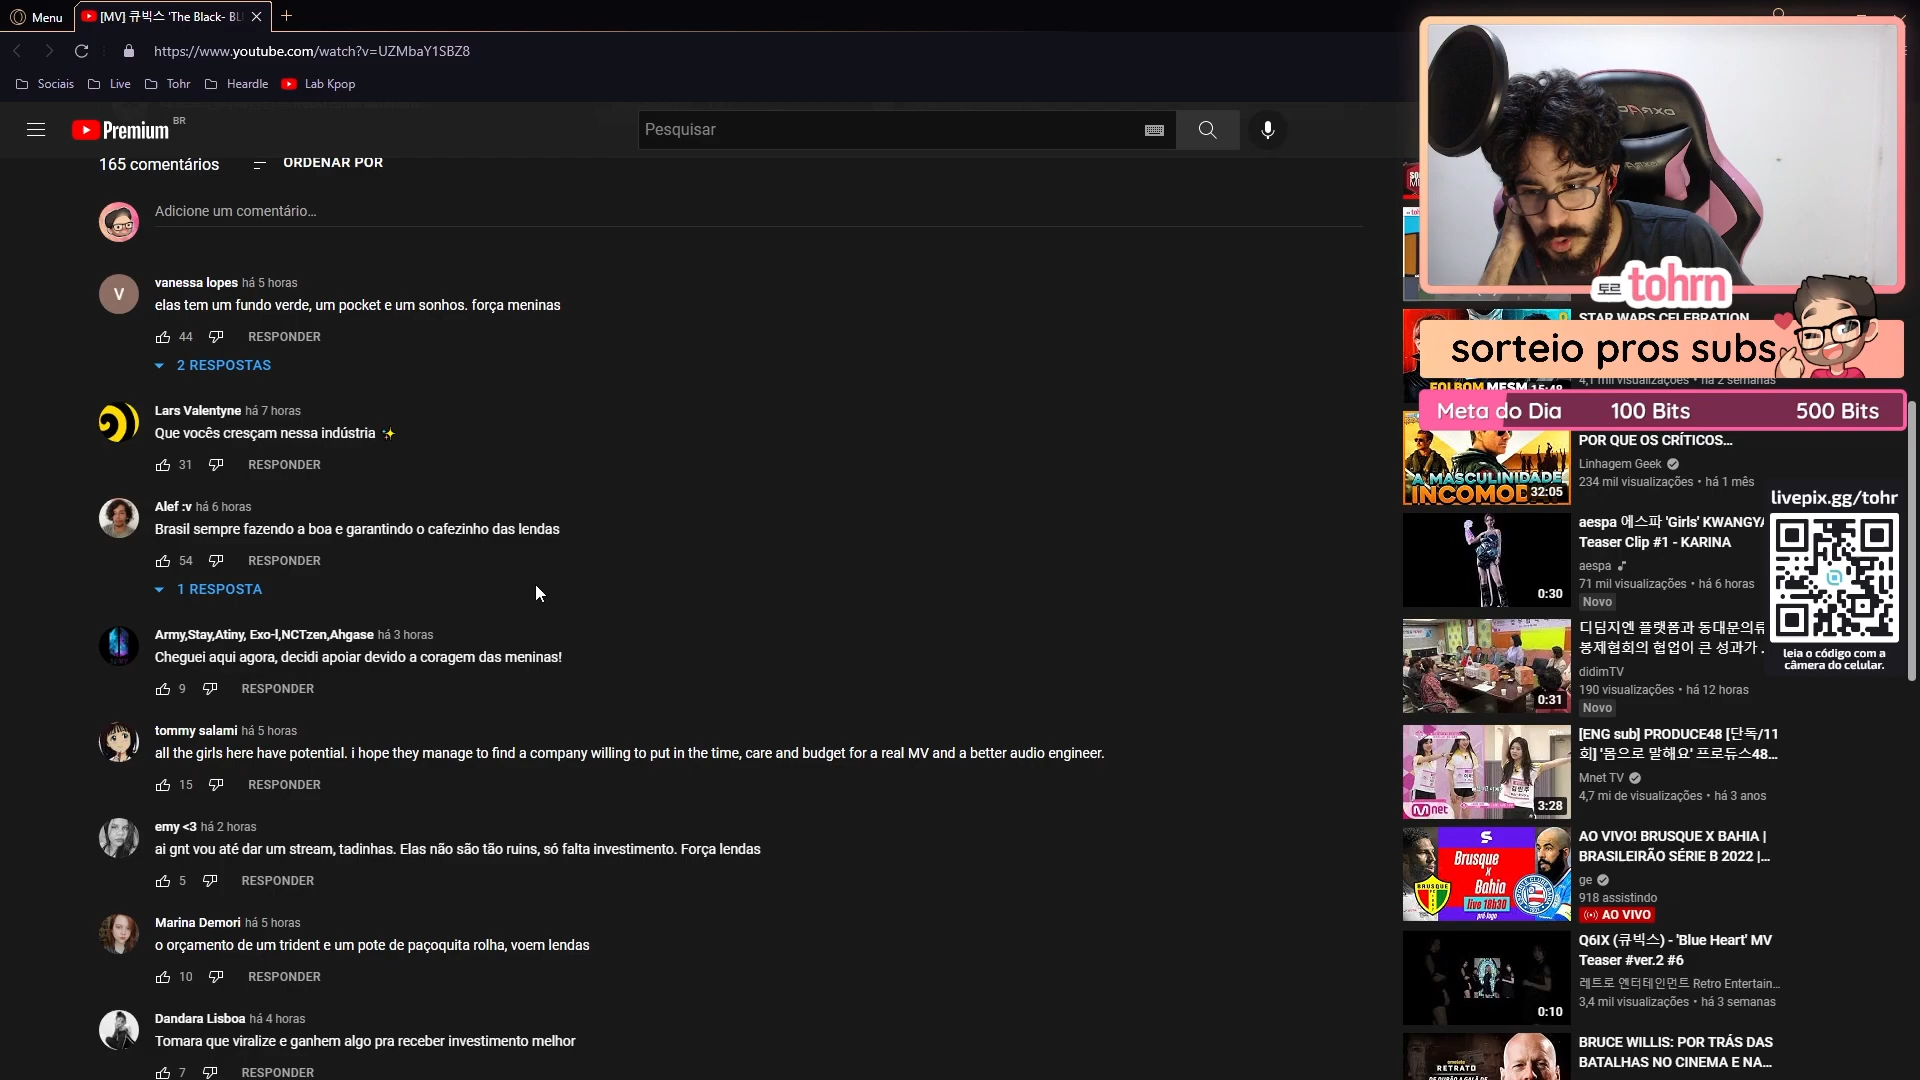 Menu
[MV] 큐빅스 'The Black- BL
https://www.youtube.com/watch?v=UZMbaY1SBZ8
Sociais
Live
Tohr
Heardle
Lab Kpop
Premium
BR
Pesquisar
165 comentários
ORDENAR POR
Adicione um comentário...
V
vanessa lopes há 5 horas
elas tem um fundo verde, um pocket e um sonhos. força meninas
44
RESPONDER
2 RESPOSTAS
Lars Valentyne há 7 horas
Que vocês cresçam nessa indústria ✨
31
RESPONDER
Alef :v há 6 horas
Brasil sempre fazendo a boa e garantindo o cafezinho das lendas
54
RESPONDER
1 RESPOSTA
Army,Stay,Atiny, Exo-l,NCTzen,Ahgase há 3 horas
Cheguei aqui agora, decidi apoiar devido a coragem das meninas!
9
RESPONDER
tommy salami há 5 horas
all the girls here have potential. i hope they manage to find a company willing to put in the time, care and budget for a real MV and a better audio engineer.
15
RESPONDER
emy <3 há 2 horas
ai gnt vou até dar um stream, tadinhas. Elas não são tão ruins, só falta investimento. Força lendas
5
RESPONDER
Marina Demori há 5 horas
o orçamento de um trident e um pote de paçoquita rolha, voem lendas
10
RESPONDER
Dandara Lisboa há 4 horas
Tomara que viralize e ganhem algo pra receber investimento melhor
7
RESPONDER
토르 tohrn
STAR WARS CELEBRATION
sorteio pros subs
4,1 mil visualizações • há 2 semanas
15:48
Meta do Dia 100 Bits 500 Bits
POR QUE OS CRÍTICOS...
Linhagem Geek
234 mil visualizações • há 1 mês
A MASCULINIDADE
INCOMOD
32:05
livepix.gg/tohr
leia o código com a
câmera do celular.
aespa 에스파 'Girls' KWANGYA
Teaser Clip #1 - KARINA
aespa
71 mil visualizações • há 6 horas
Novo
0:30
디딤지엔 플랫폼과 동대문의류
봉제협회의 협업이 큰 성과가 .
didimTV
190 visualizações • há 12 horas
Novo
0:31
[ENG sub] PRODUCE48 [단독/11
회] '몸으로 말해요' 프로듀스48...
Mnet TV
4,7 mi de visualizações • há 3 anos
Mnet
3:28
AO VIVO! BRUSQUE X BAHIA |
BRASILEIRÃO SÉRIE B 2022 |...
ge
918 assistindo
AO VIVO
Brusque
X
Bahia
live 18h30
pré-jogo
Q6IX (큐빅스) - 'Blue Heart' MV
Teaser #ver.2 #6
레트로 엔터테인먼트 Retro Entertain...
3,4 mil visualizações • há 3 semanas
0:10
BRUCE WILLIS: POR TRÁS DAS
BATALHAS NO CINEMA E NA...
RETRATO